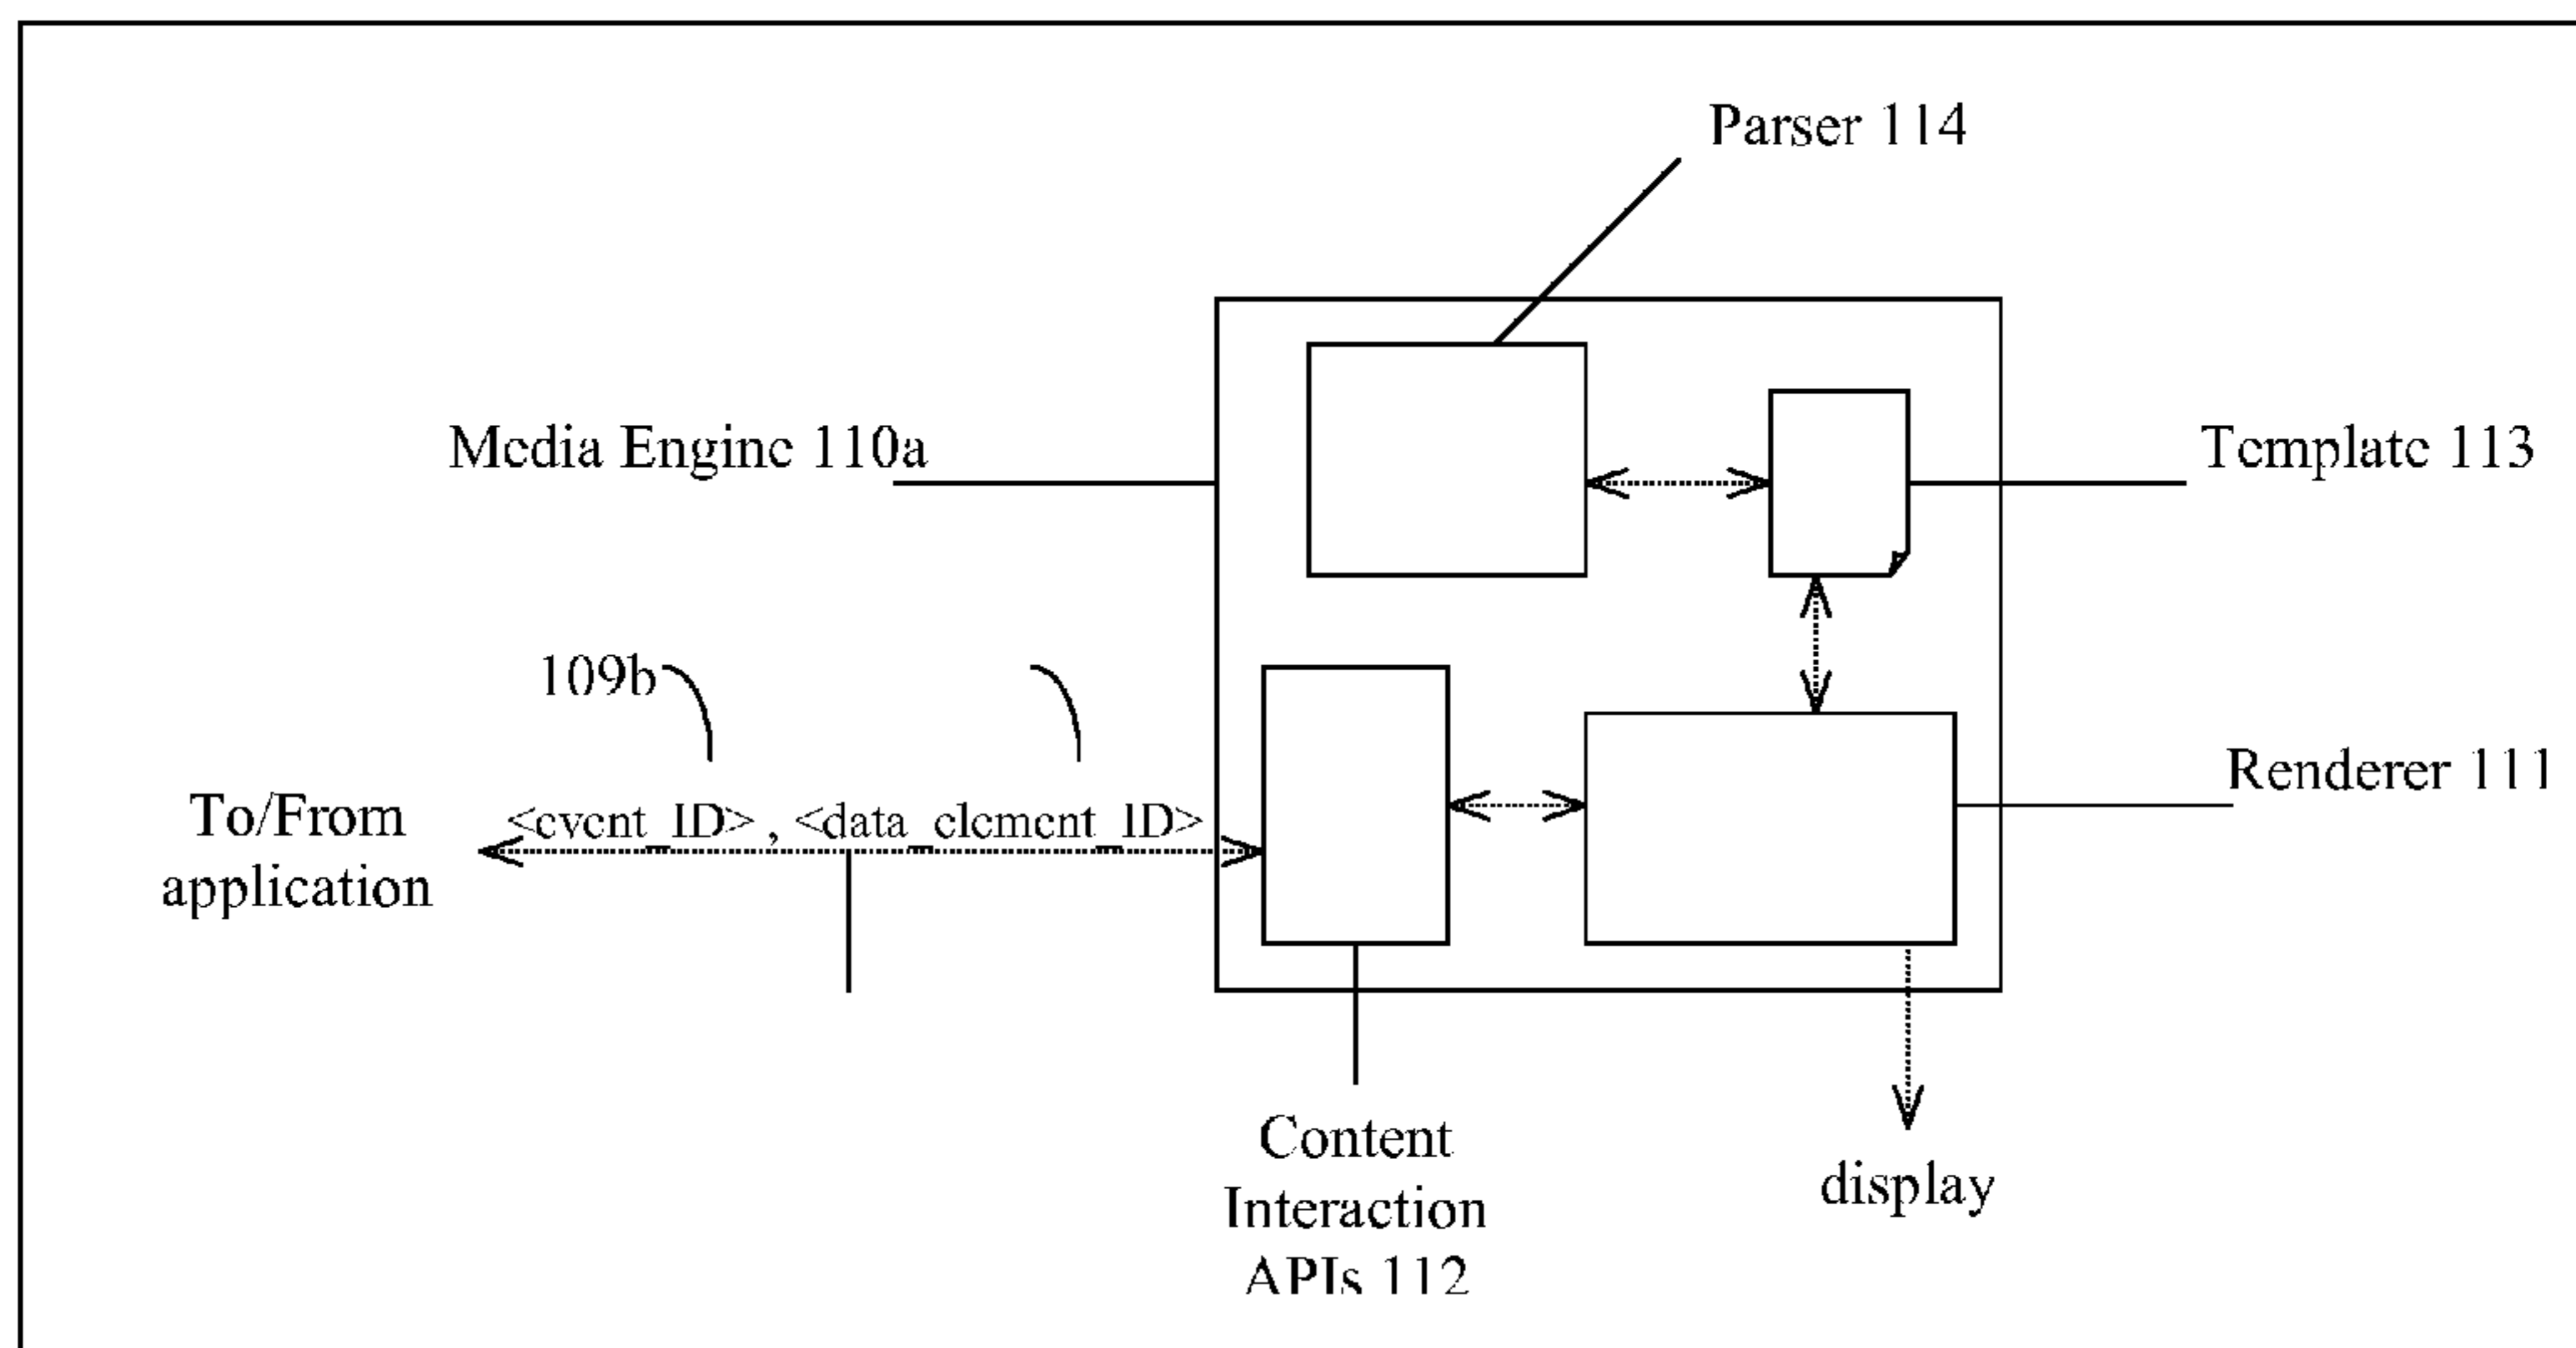 Parser 114
Media Engine 110a
Template 113
109b
Renderer 111
To/From
application
<event_ID> , <data_element_ID>
Content
Interaction
APIs 112
display